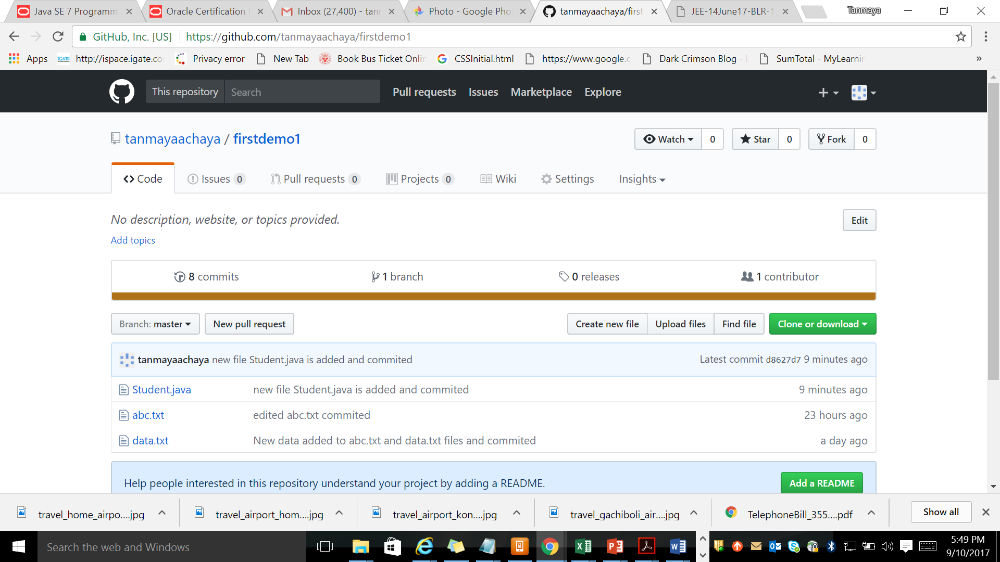 Java SE 7 Programm
Oracle Certification
Inbox (27,400) - tan
Photo - Google Pho
tanmayaachaya/first
JEE-14June17-BLR-1
Tanmaya
GitHub, Inc. [US]
https://github.com/tanmayaachaya/firstdemo1
Apps
IGATE
http://ispace.igate.co
Privacy error
New Tab
Book Bus Ticket Onli
CSSInitial.html
https://www.google.c
Dark Crimson Blog -
SumTotal - MyLearnin
»
This repository
Search
Pull requests
Issues
Marketplace
Explore
tanmayaachaya / firstdemo1
Watch 0
Star 0
Fork 0
Code
Issues 0
Pull requests 0
Projects 0
Wiki
Settings
Insights
No description, website, or topics provided.
Edit
Add topics
8 commits
1 branch
0 releases
1 contributor
Branch: master
New pull request
Create new file
Upload files
Find file
Clone or download
tanmayaachaya new file Student.java is added and commited
Latest commit d8627d7 9 minutes ago
Student.java new file Student.java is added and commited 9 minutes ago
abc.txt edited abc.txt commited 23 hours ago
data.txt New data added to abc.txt and data.txt files and commited a day ago
Help people interested in this repository understand your project by adding a README.
Add a README
travel_home_airpo....jpg
travel_airport_hom....jpg
travel_airport_kon....jpg
travel_gachiboli_air....jpg
TelephoneBill_355....pdf
Show all
Search the web and Windows
5:49 PM
9/10/2017